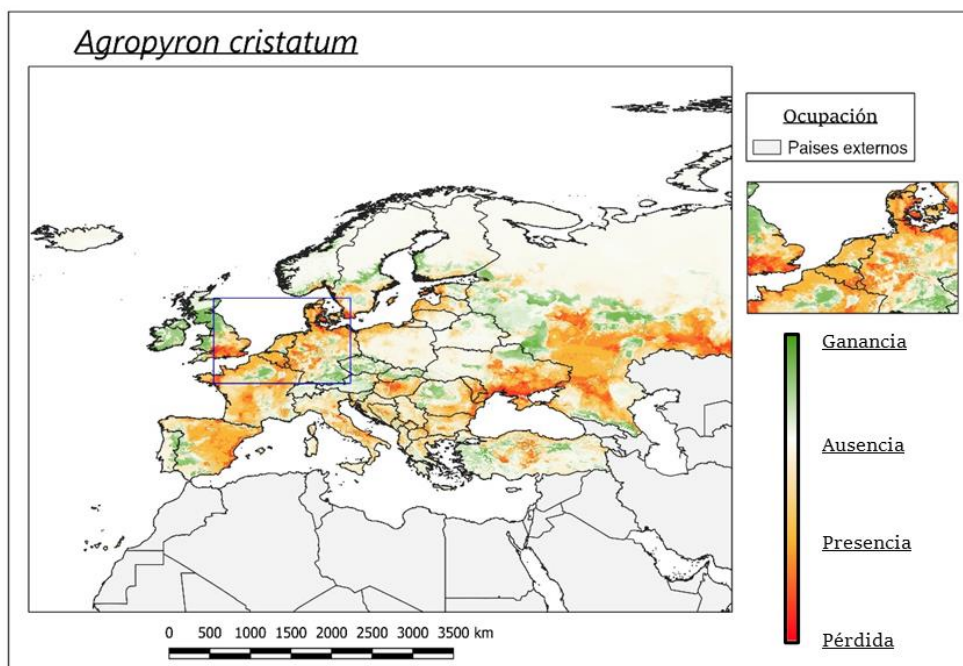 Agropyron cristatum
Ocupación
Paises externos
Ganancia
Ausencia
Presencia
Pérdida
0 500 1000 1500 2000 2500 3000 3500 km